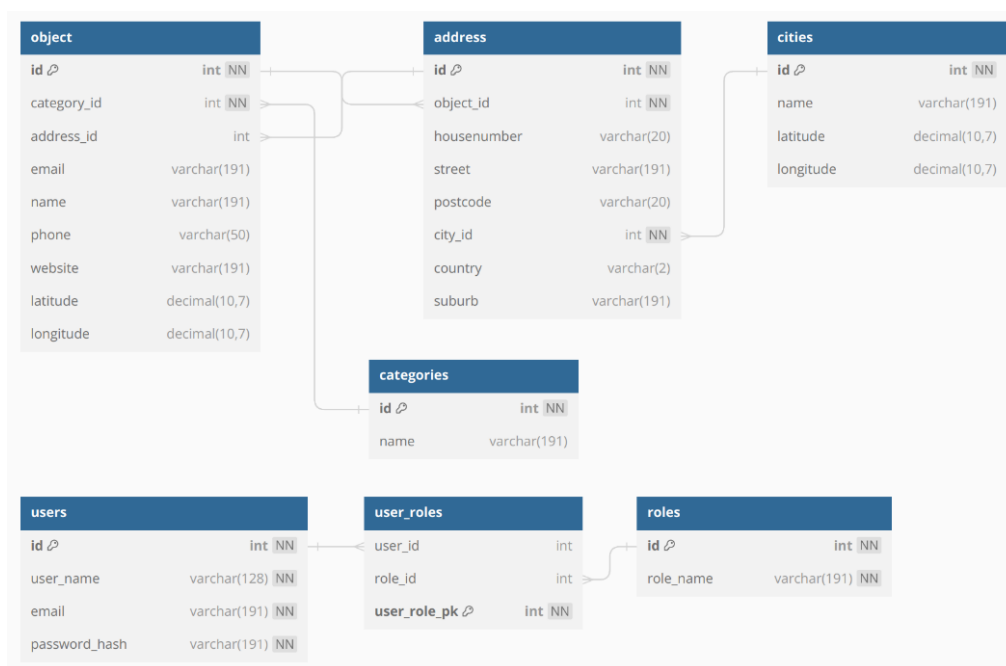 object
id int NN
category_id int NN
address_id int
email varchar(191)
name varchar(191)
phone varchar(50)
website varchar(191)
latitude decimal(10,7)
longitude decimal(10,7)
address
id int NN
object_id int NN
housenumber varchar(20)
street varchar(191)
postcode varchar(20)
city_id int NN
country varchar(2)
suburb varchar(191)
cities
id int NN
name varchar(191)
latitude decimal(10,7)
longitude decimal(10,7)
categories
id int NN
name varchar(191)
users
id int NN
user_name varchar(128) NN
email varchar(191) NN
password_hash varchar(191) NN
user_roles
user_id int
role_id int
user_role_pk int NN
roles
id int NN
role_name varchar(191) NN